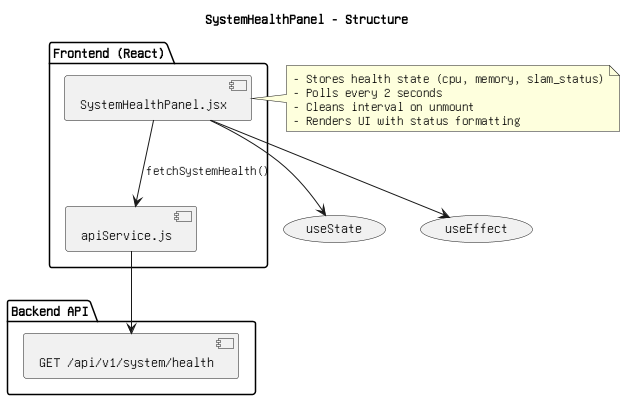 SystemHealthPanel - Structure
Frontend (React)
SystemHealthPanel.jsx
- Stores health state (cpu, memory, slam_status)
- Polls every 2 seconds
- Cleans interval on unmount
- Renders UI with status formatting
fetchSystemHealth()
apiService.js
useState
useEffect
Backend API
GET /api/v1/system/health